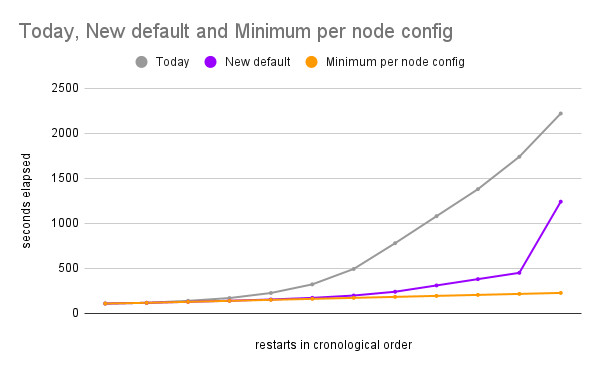 Today, New default and Minimum per node config
Today New default Minimum per node config
2500
2000
1500
1000
500
0
seconds elapsed
restarts in cronological order